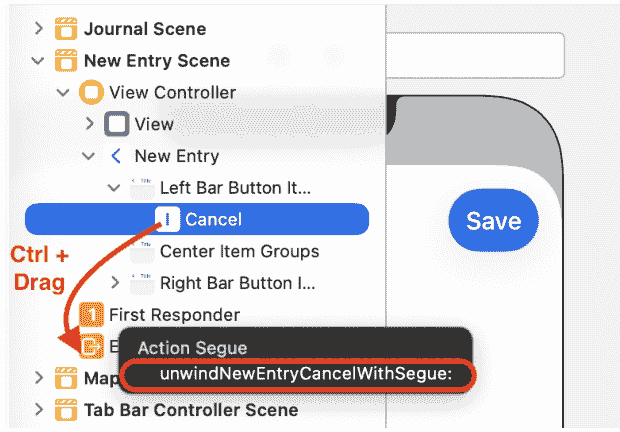 Journal Scene
New Entry Scene
View Controller
View
New Entry
Left Bar Button It...
Cancel
Save
Ctrl +
Drag
Center Item Groups
Right Bar Button I...
First Responder
E
Action Segue
unwindNewEntryCancelWithSegue:
Map
Tab Bar Controller Scene